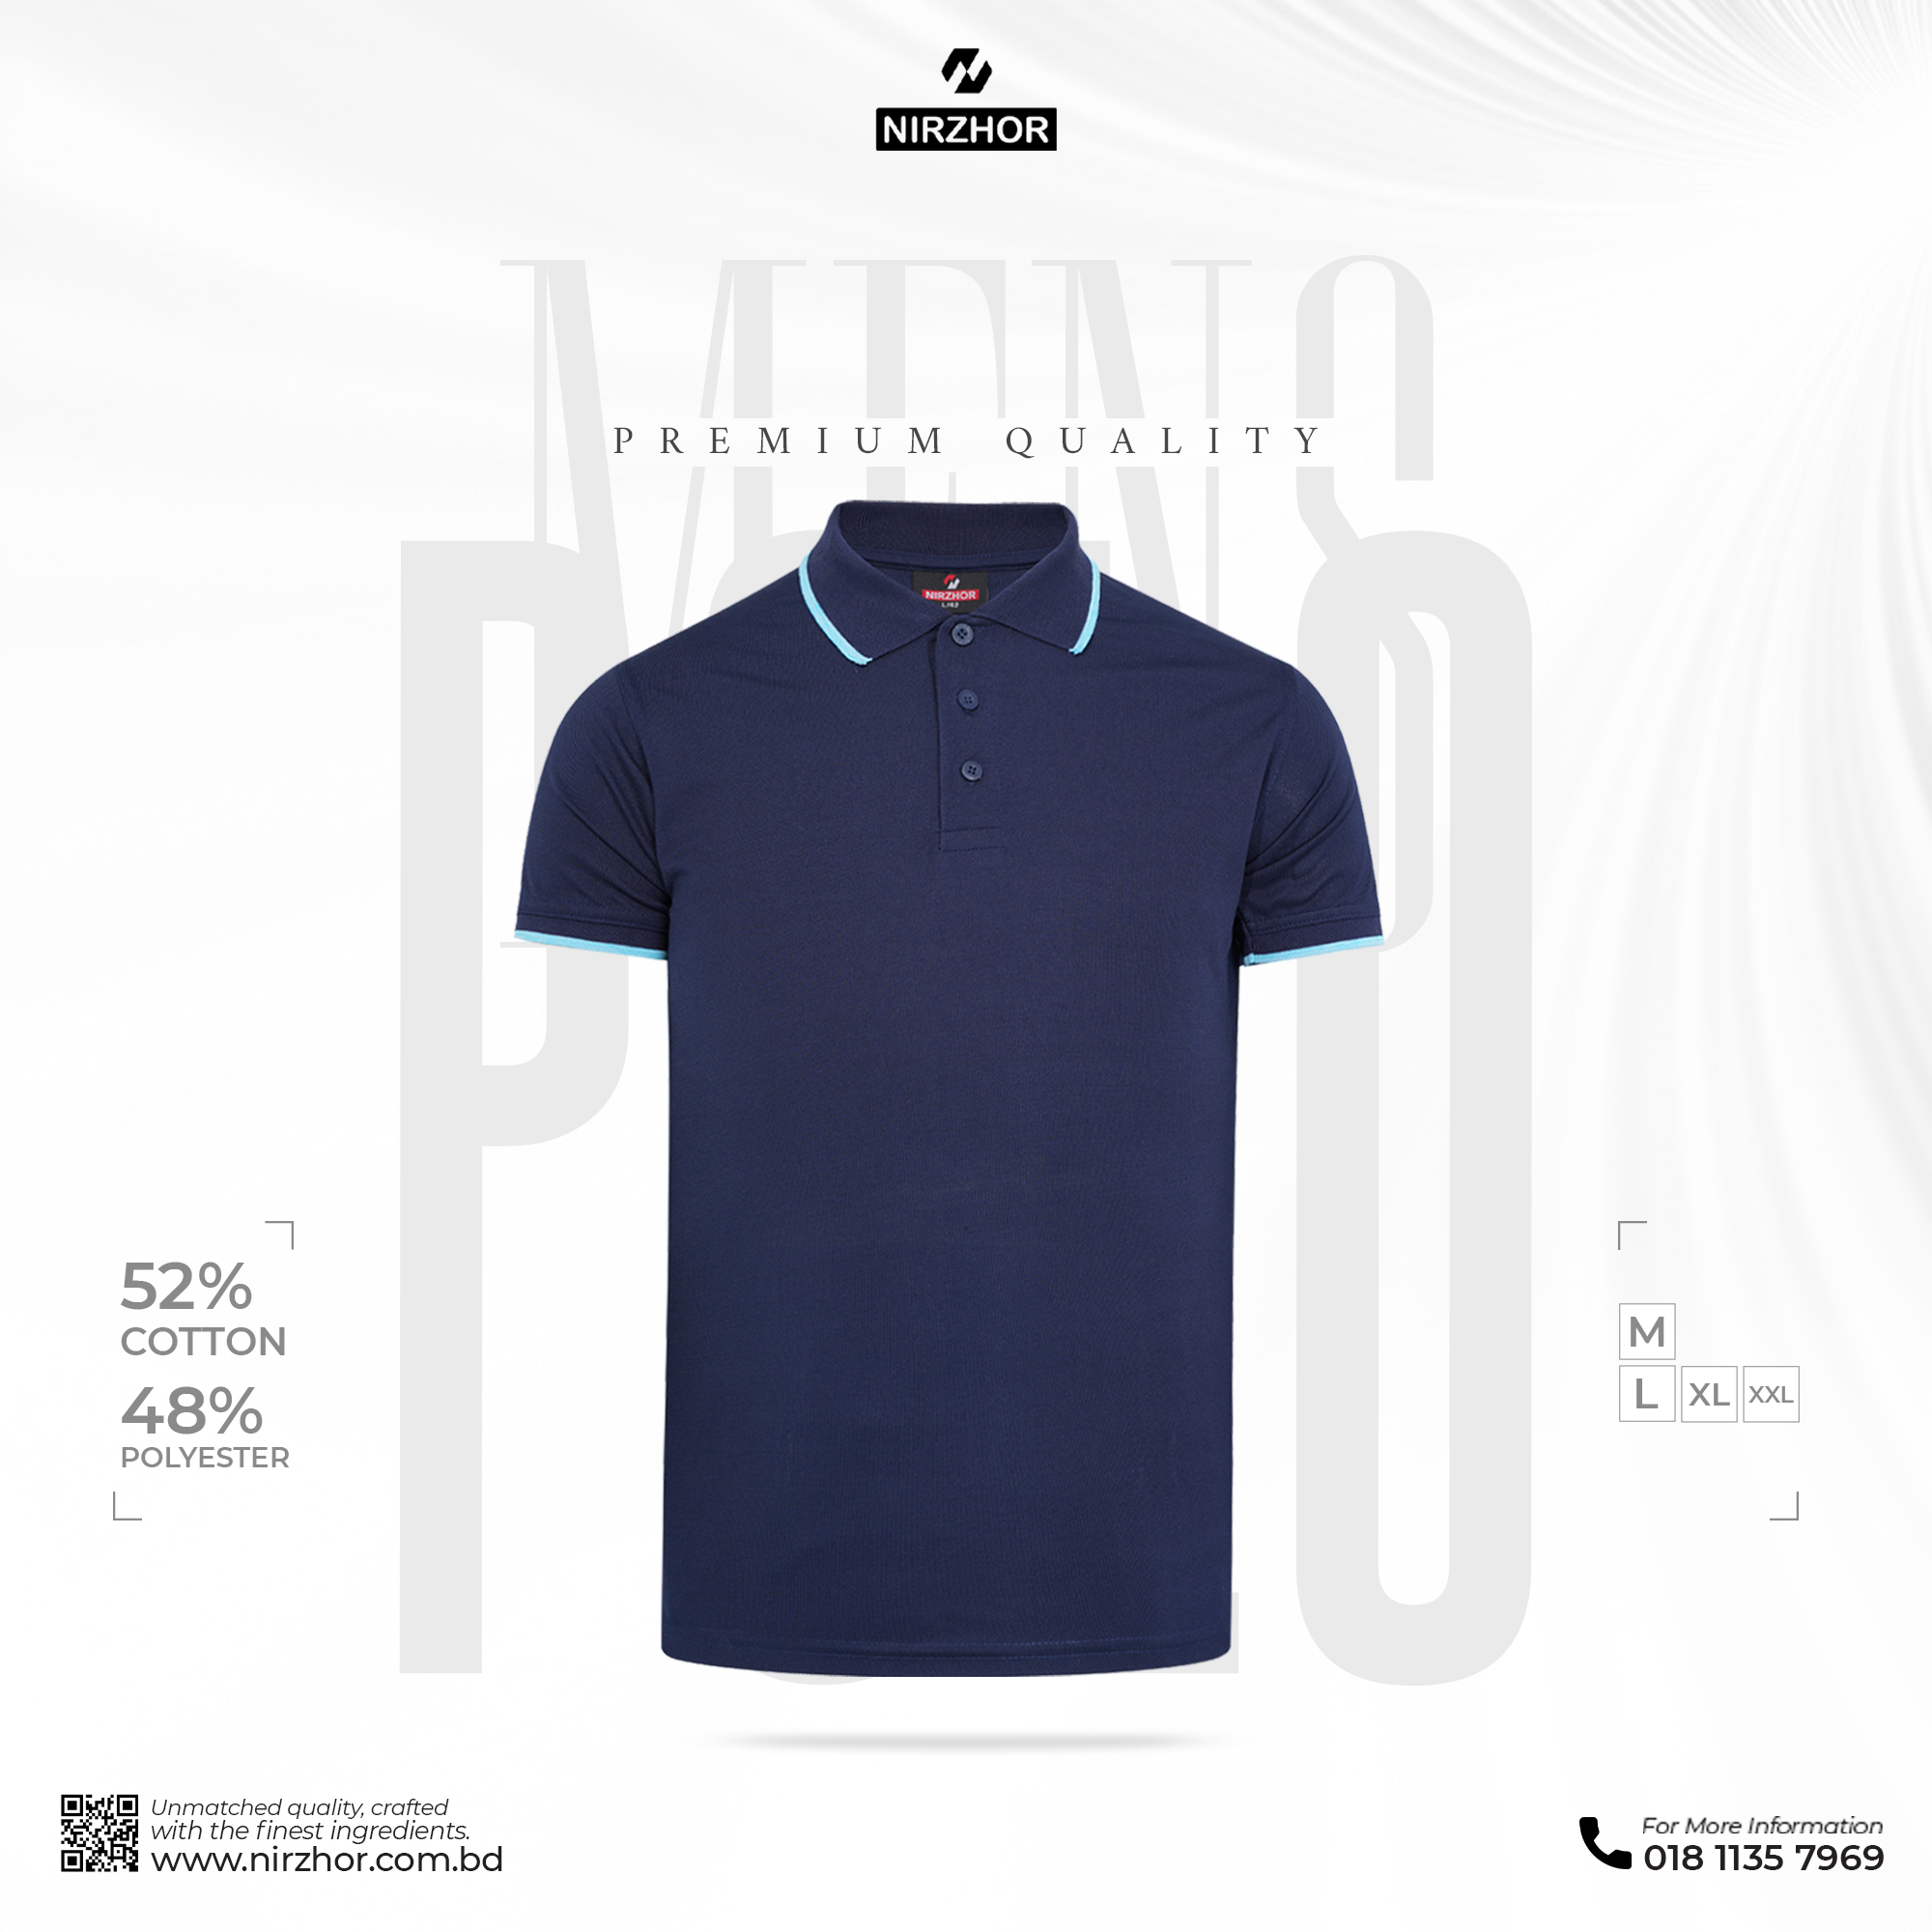 NIRZHOR
MENS
PREMIUM QUALITY
POLO
NIRZHOR
52%
COTTON
48%
POLYESTER
M
L XL XXL
Unmatched quality, crafted
with the finest ingredients.
www.nirzhor.com.bd
For More Information
018 1135 7969